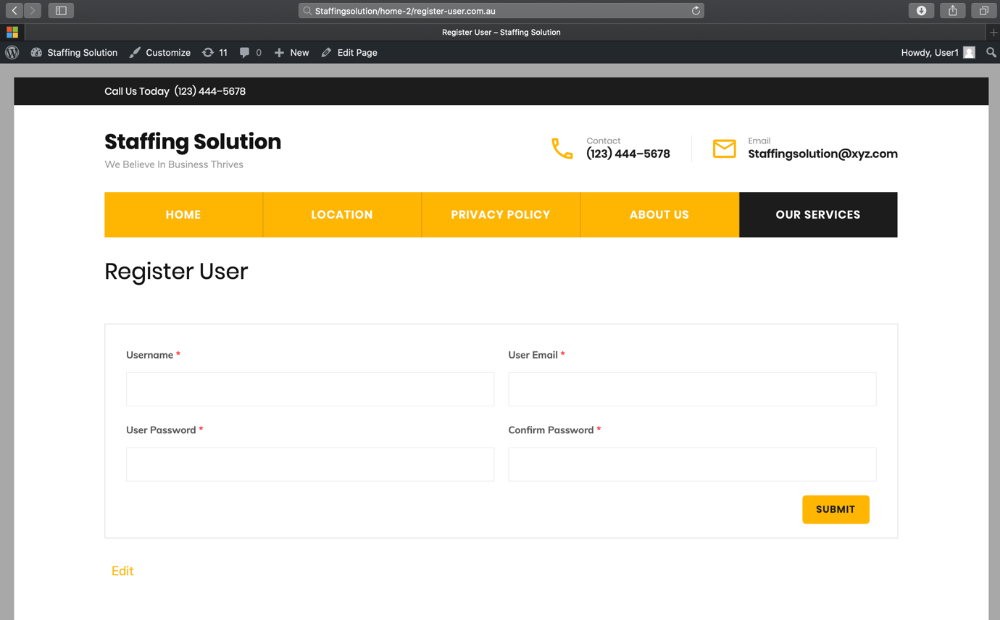 Staffingsolution/home-2/register-user.com.au
Register User – Staffing Solution
Staffing Solution Customize 11 0 New Edit Page Howdy, User1
Call Us Today (123) 444–5678
Staffing Solution
We Believe In Business Thrives
Contact
(123) 444–5678
Email
Staffingsolution@xyz.com
HOME LOCATION PRIVACY POLICY ABOUT US OUR SERVICES
Register User
Username * User Email *
User Password * Confirm Password *
SUBMIT
Edit